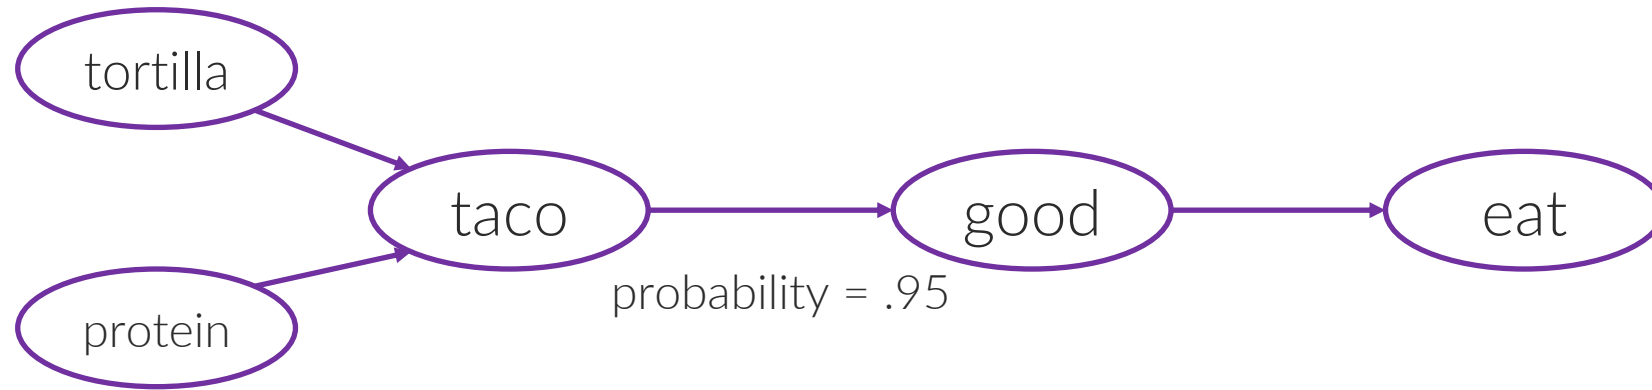 tortilla
protein
taco
probability = .95
good
eat